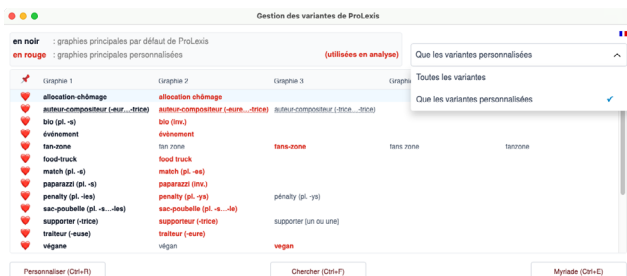 Gestion des variantes de ProLexis
en noir : graphies principales par défaut de ProLexis
en rouge : graphies principales personnalisées (utilisées en analyse)
Que les variantes personnalisées
Toutes les variantes
Que les variantes personnalisées
Graphie 1 Graphie 2 Graphie 3
allocation-chômage allocation chômage
auteur-compositeur (-eur…-trice) auteur-compositeur (-eure…-trice) auteur-compositeur (-trice…-trice)
bio (pl. -s) bio (inv.)
événement évènement
fan-zone fan zone fans-zone fans zone fanzone
food-truck food truck
match (pl. -s) match (pl. -es)
paparazzi (pl. -s) paparazzi (inv.)
penalty (pl. -ies) penalty (pl. -ys) pénalty (pl. -ys)
sac-poubelle (pl. -s…-les) sac-poubelle (pl. -s…-le)
supporter (-trice) supporteur (-trice) supporter (un ou une)
traiteur (-euse) traiteur (-eure)
végane végan vegan
Personnaliser (Ctrl+R) Chercher (Ctrl+F) Myriade (Ctrl+E)